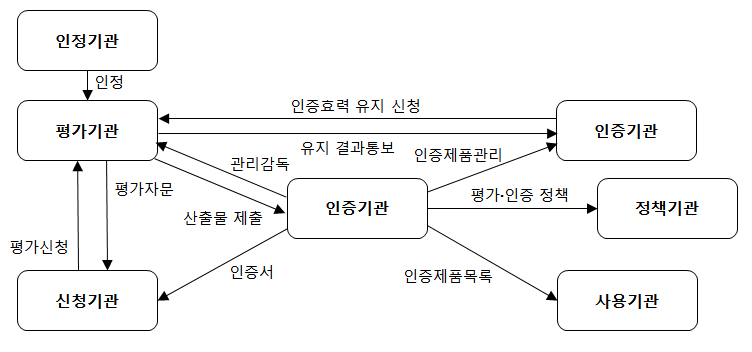 인정기관
인정
평가기관
인증효력 유지 신청
유지 결과통보
인증기관
관리감독
인증제품관리
평가자문
산출물 제출
인증기관
평가·인증 정책
정책기관
평가신청
인증서
인증제품목록
신청기관
사용기관